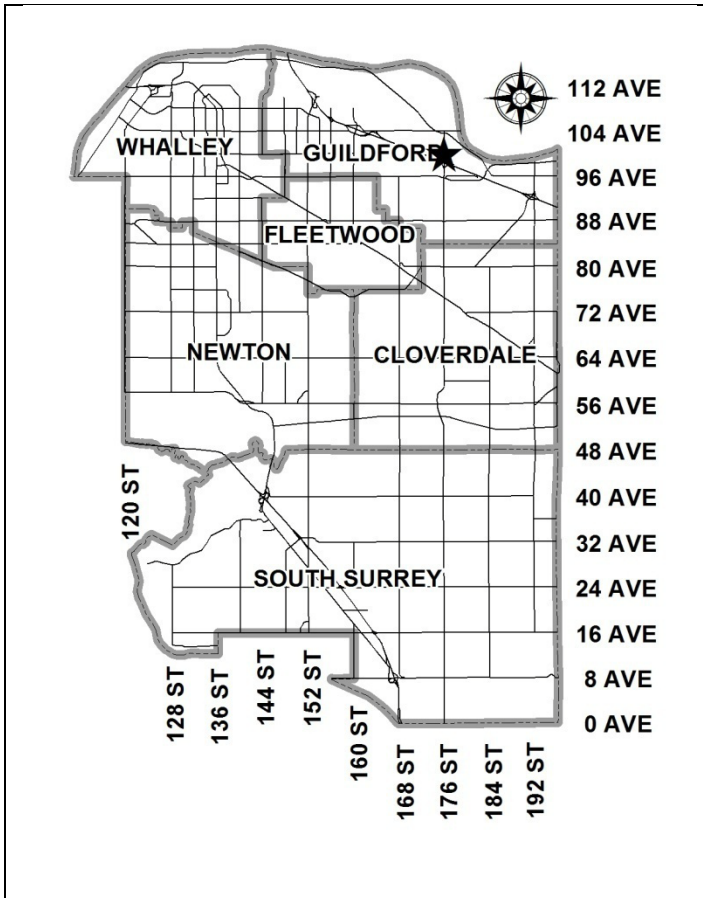 112 AVE
104 AVE
WHALLEY
GUILDFORD
96 AVE
88 AVE
FLEETWOOD
80 AVE
72 AVE
NEWTON
CLOVERDALE
64 AVE
56 AVE
48 AVE
120 ST
40 AVE
32 AVE
SOUTH SURREY
24 AVE
16 AVE
8 AVE
0 AVE
128 ST
136 ST
144 ST
152 ST
160 ST
168 ST
176 ST
184 ST
192 ST